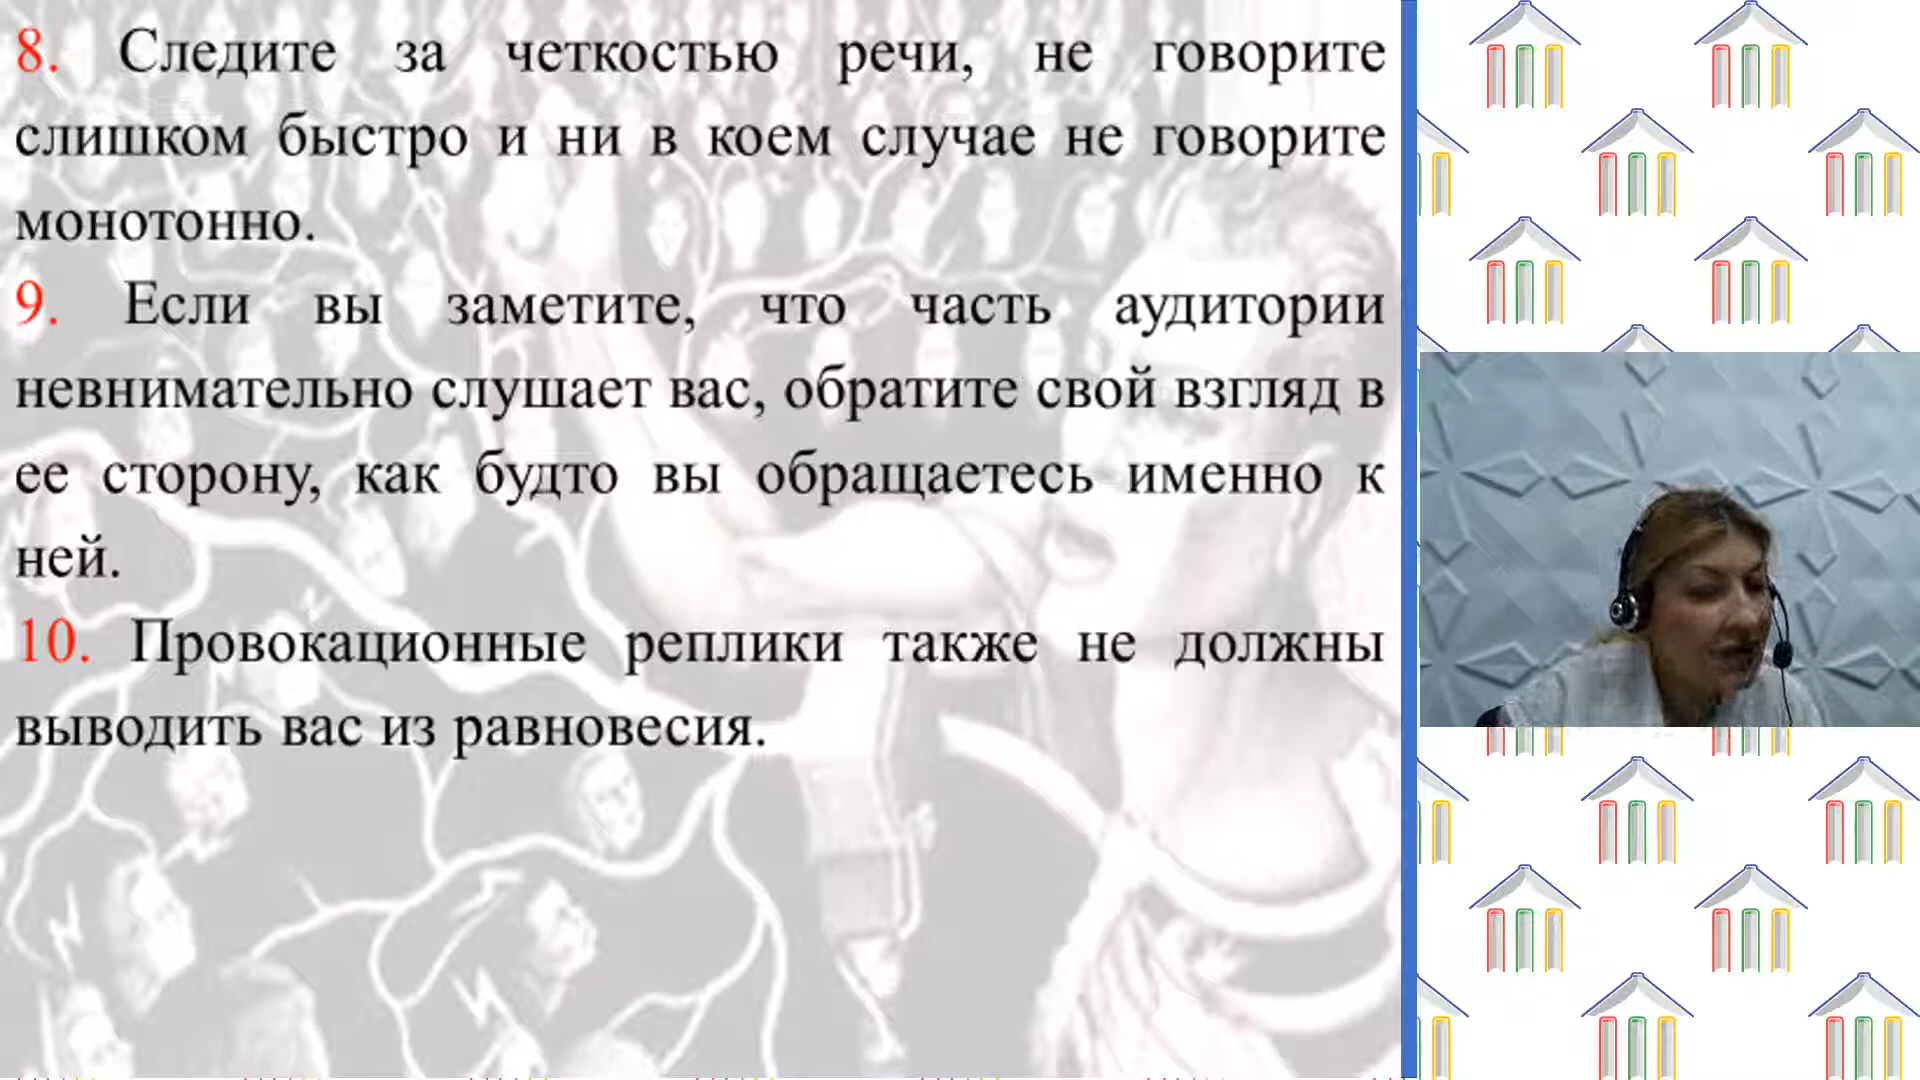 8. Следите за четкостью речи, не говорите
слишком быстро и ни в коем случае не говорите
монотонно.
9. Если вы заметите, что часть аудитории
невнимательно слушает вас, обратите свой взгляд в
ее сторону, как будто вы обращаетесь именно к
ней.
10. Провокационные реплики также не должны
выводить вас из равновесия.